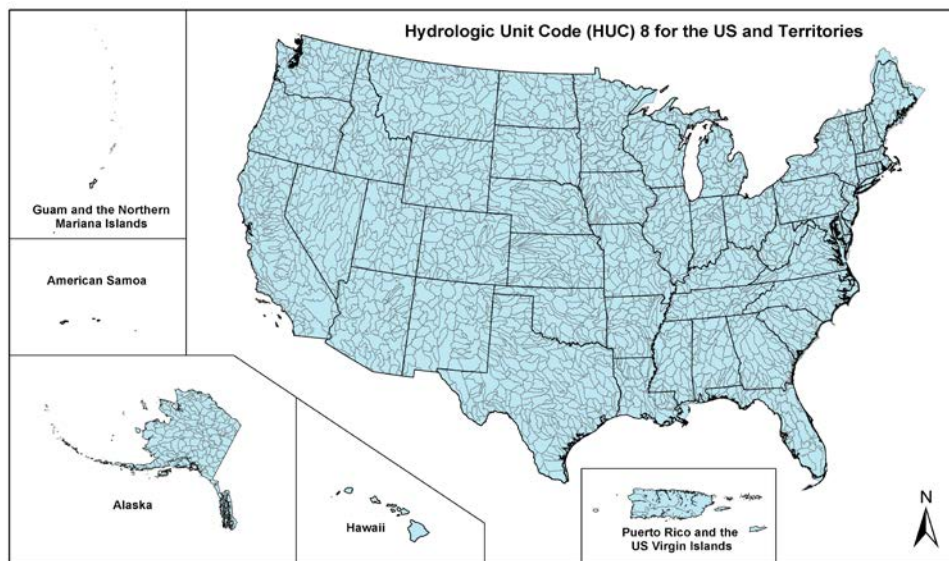 Hydrologic Unit Code (HUC) 8 for the US and Territories
Guam and the Northern
Mariana Islands
American Samoa
Alaska
Hawaii
Puerto Rico and the
US Virgin Islands
N